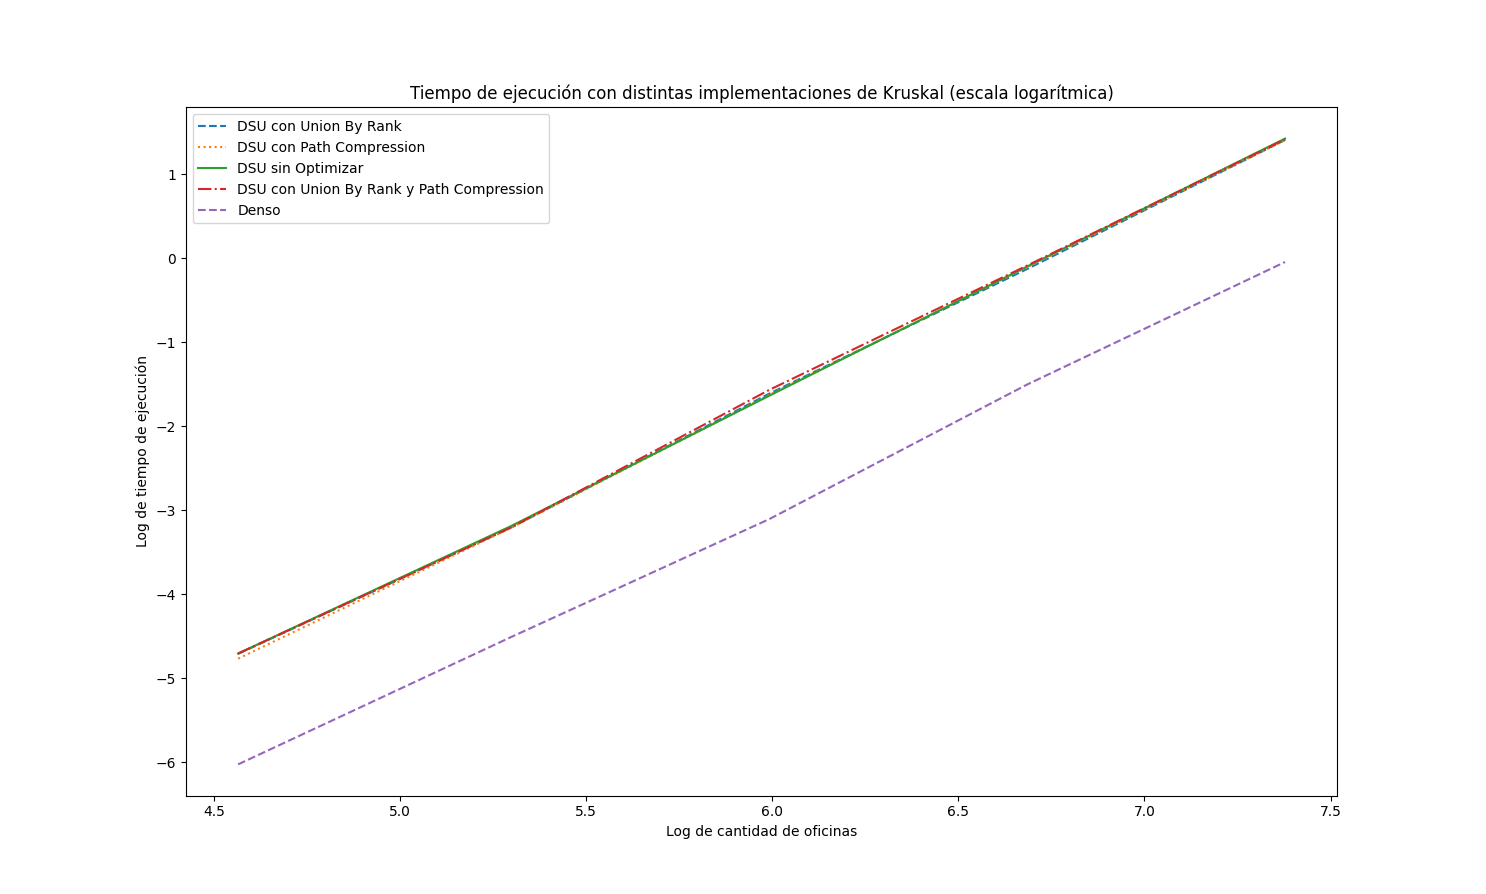 Tiempo de ejecución con distintas implementaciones de Kruskal (escala logarítmica)
DSU con Union By Rank
DSU con Path Compression
DSU sin Optimizar
DSU con Union By Rank y Path Compression
Denso
Log de tiempo de ejecución
1
0
−1
−2
−3
−4
−5
−6
4.5 5.0 5.5 6.0 6.5 7.0 7.5
Log de cantidad de oficinas